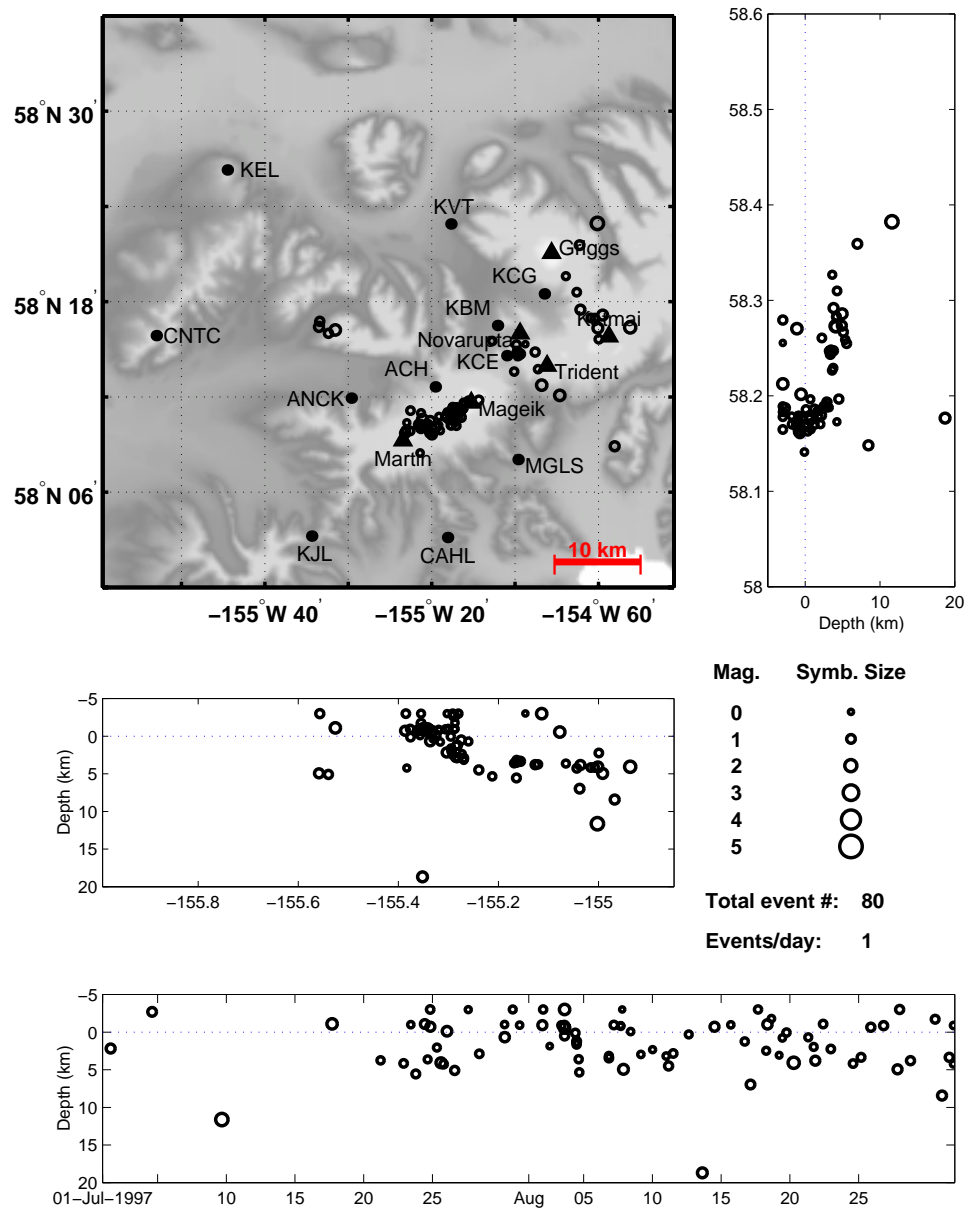 58°N 30'
58°N 18'
58°N 06'
−155°W 40'
−155°W 20'
−154°W 60'
KEL
KVT
Griggs
KCG
KBM
Katmai
CNTC
Novarupta
KCE
Trident
ACH
ANCK
Mageik
Martin
MGLS
KJL
CAHL
10 km
58.6
58.5
58.4
58.3
58.2
58.1
58
0 10 20
Depth (km)
Mag. Symb. Size
0
1
2
3
4
5
Total event #: 80
Events/day: 1
−5
0
5
10
15
20
Depth (km)
−155.8 −155.6 −155.4 −155.2 −155
−5
0
5
10
15
20
Depth (km)
01−Jul−1997 10 15 20 25 Aug 05 10 15 20 25